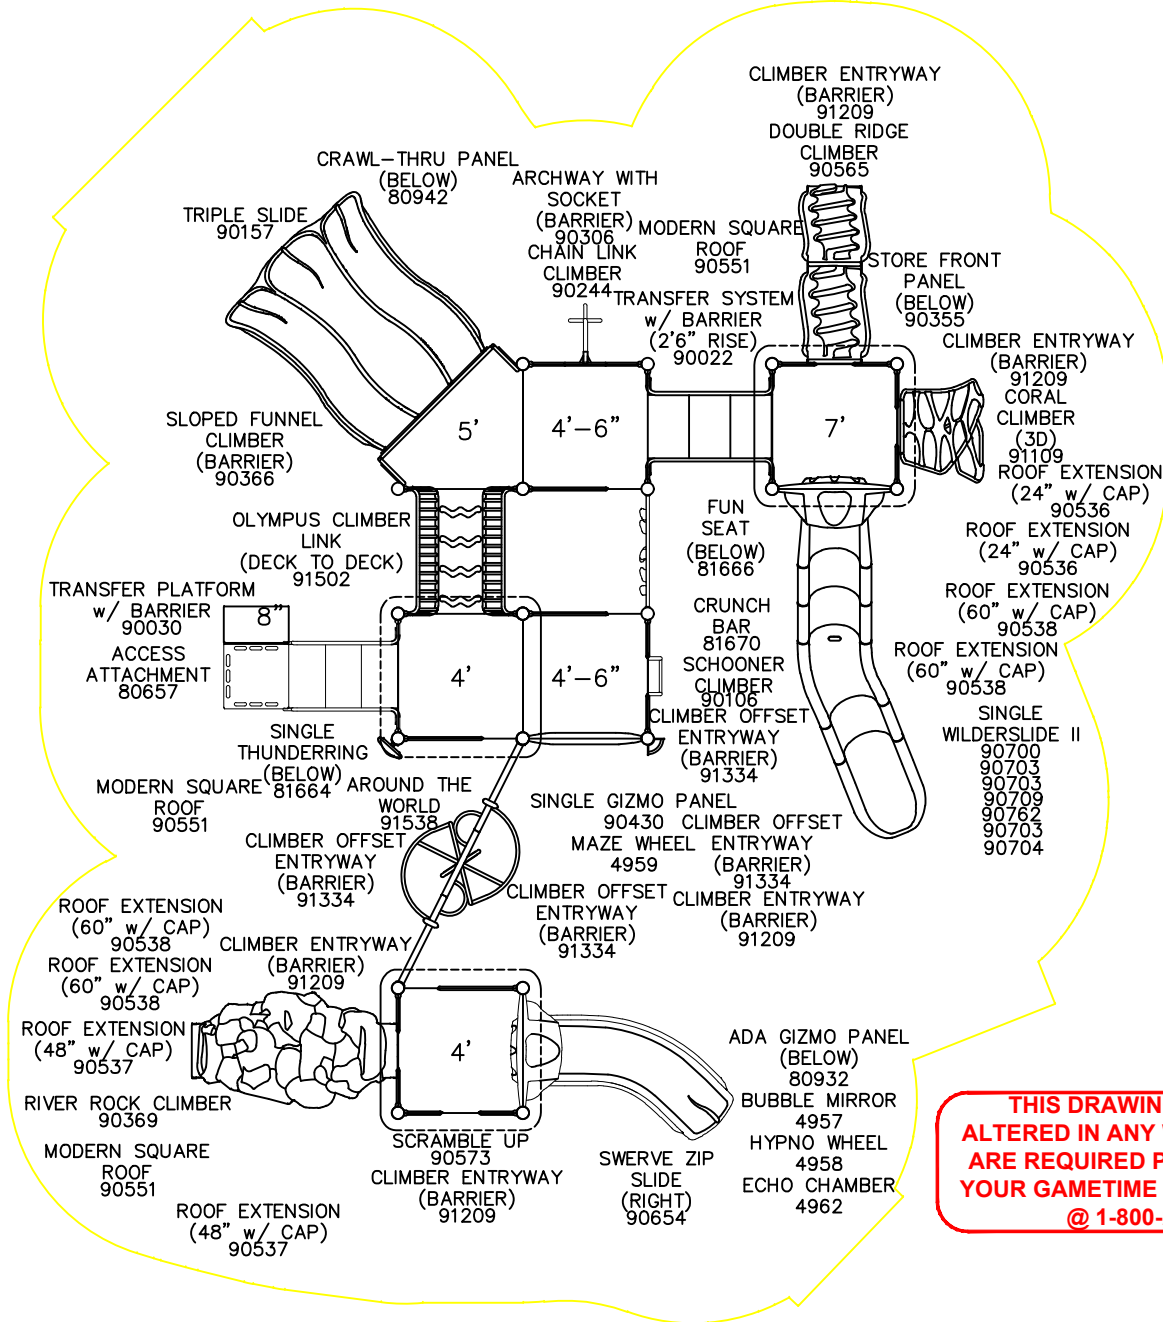 CLIMBER ENTRYWAY
(BARRIER)
91209
DOUBLE RIDGE
CLIMBER
90565
CRAWL-THRU PANEL
(BELOW)
80942
ARCHWAY WITH
SOCKET
(BARRIER)
90306
CHAIN LINK
CLIMBER
90244
TRIPLE SLIDE
90157
MODERN SQUARE
ROOF
90551
STORE FRONT
PANEL
(BELOW)
90355
TRANSFER SYSTEM
w/ BARRIER
(2'6" RISE)
90022
CLIMBER ENTRYWAY
(BARRIER)
91209
CORAL
CLIMBER
(3D)
91109
SLOPED FUNNEL
CLIMBER
(BARRIER)
90366
5'
4'-6"
7'
ROOF EXTENSION
(24" w/ CAP)
90536
ROOF EXTENSION
(24" w/ CAP)
90536
ROOF EXTENSION
(60" w/ CAP)
90538
ROOF EXTENSION
(60" w/ CAP)
90538
OLYMPUS CLIMBER
LINK
(DECK TO DECK)
91502
FUN
SEAT
(BELOW)
81666
CRUNCH
BAR
81670
SCHOONER
CLIMBER
90106
CLIMBER OFFSET
ENTRYWAY
(BARRIER)
91334
TRANSFER PLATFORM
w/ BARRIER
90030
8"
ACCESS
ATTACHMENT
80657
4'
4'-6"
SINGLE
WILDERSLIDE II
90700
90703
90703
90709
90762
90703
90704
SINGLE
THUNDERRING
(BELOW)
81664
MODERN SQUARE
ROOF
90551
AROUND THE
WORLD
91538
SINGLE GIZMO PANEL
90430
MAZE WHEEL
4959
CLIMBER OFFSET
ENTRYWAY
(BARRIER)
91334
CLIMBER OFFSET
ENTRYWAY
(BARRIER)
91334
CLIMBER OFFSET
ENTRYWAY
(BARRIER)
91334
CLIMBER ENTRYWAY
(BARRIER)
91209
ROOF EXTENSION
(60" w/ CAP)
90538
ROOF EXTENSION
(60" w/ CAP)
90538
CLIMBER ENTRYWAY
(BARRIER)
91209
ROOF EXTENSION
(48" w/ CAP)
90537
4'
RIVER ROCK CLIMBER
90369
MODERN SQUARE
ROOF
90551
ROOF EXTENSION
(48" w/ CAP)
90537
SCRAMBLE UP
90573
CLIMBER ENTRYWAY
(BARRIER)
91209
SWERVE ZIP
SLIDE
(RIGHT)
90654
ADA GIZMO PANEL
(BELOW)
80932
BUBBLE MIRROR
4957
HYPNO WHEEL
4958
ECHO CHAMBER
4962
THIS DRAWIN
ALTERED IN ANY
ARE REQUIRED P
YOUR GAMETIME
@ 1-800-